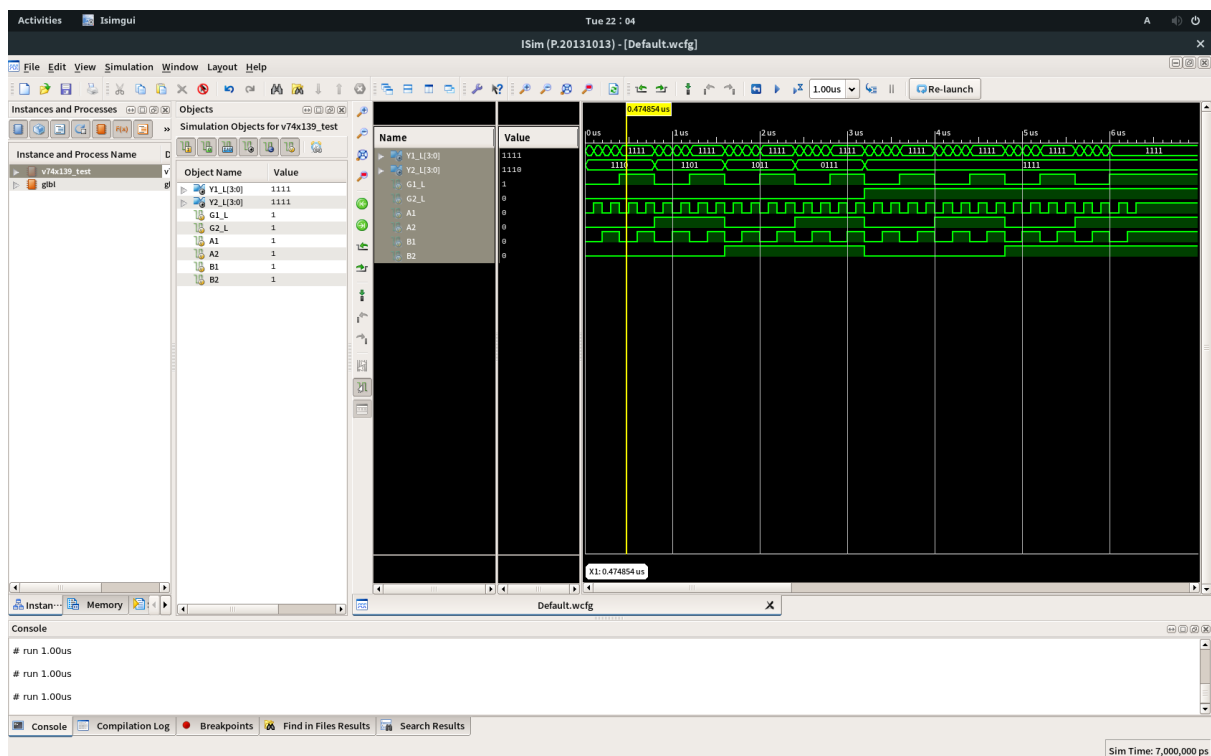 Activities Isimgui Tue 22 : 04 A
ISim (P.20131013) - [Default.wcfg]
File Edit View Simulation Window Layout Help
1.00us Re-launch
Instances and Processes Objects
Simulation Objects for v74x139_test
Instance and Process Name D
v74x139_test v
glbl gl
Object Name Value
Y1_L[3:0] 1111
Y2_L[3:0] 1111
G1_L 1
G2_L 1
A1 1
A2 1
B1 1
B2 1
Name Value
Y1_L[3:0] 1111
Y2_L[3:0] 1110
G1_L 1
G2_L 0
A1 0
A2 0
B1 0
B2 0
0.474854 us
0 us 1 us 2 us 3 us 4 us 5 us 6 us
1111 1111 1111 1111 1111 1111 1111 1111
1110 1101 1011 0111 1111
X1: 0.474854 us
Instan··· Memory
Default.wcfg
Console
# run 1.00us
# run 1.00us
# run 1.00us
Console Compilation Log Breakpoints Find in Files Results Search Results
Sim Time: 7,000,000 ps